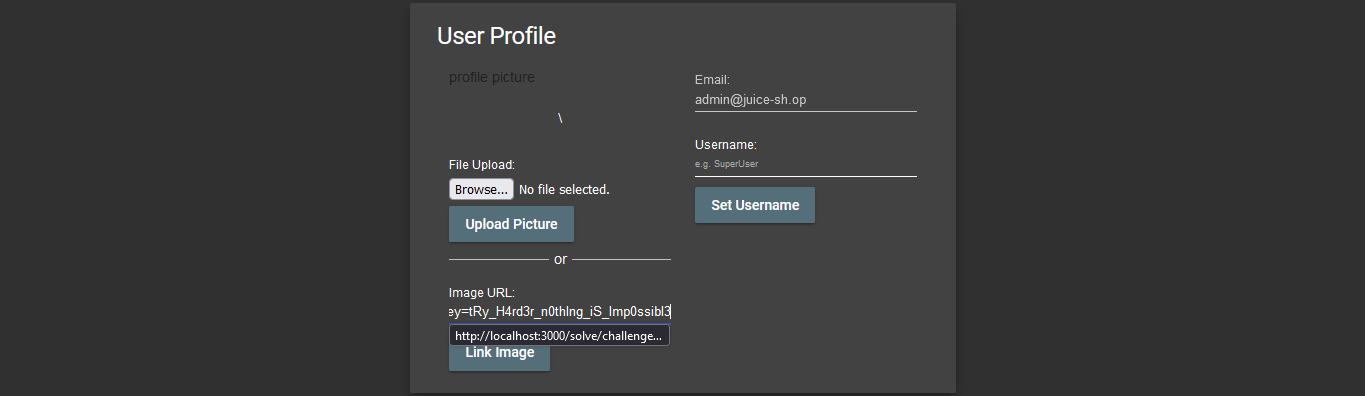 User Profile
profile picture
\
File Upload:
Browse... No file selected.
Upload Picture
or
Image URL:
ey=tRy_H4rd3r_n0thIng_iS_Imp0ssibl3
http://localhost:3000/solve/challenge...
Link Image
Email:
admin@juice-sh.op
Username:
e.g. SuperUser
Set Username